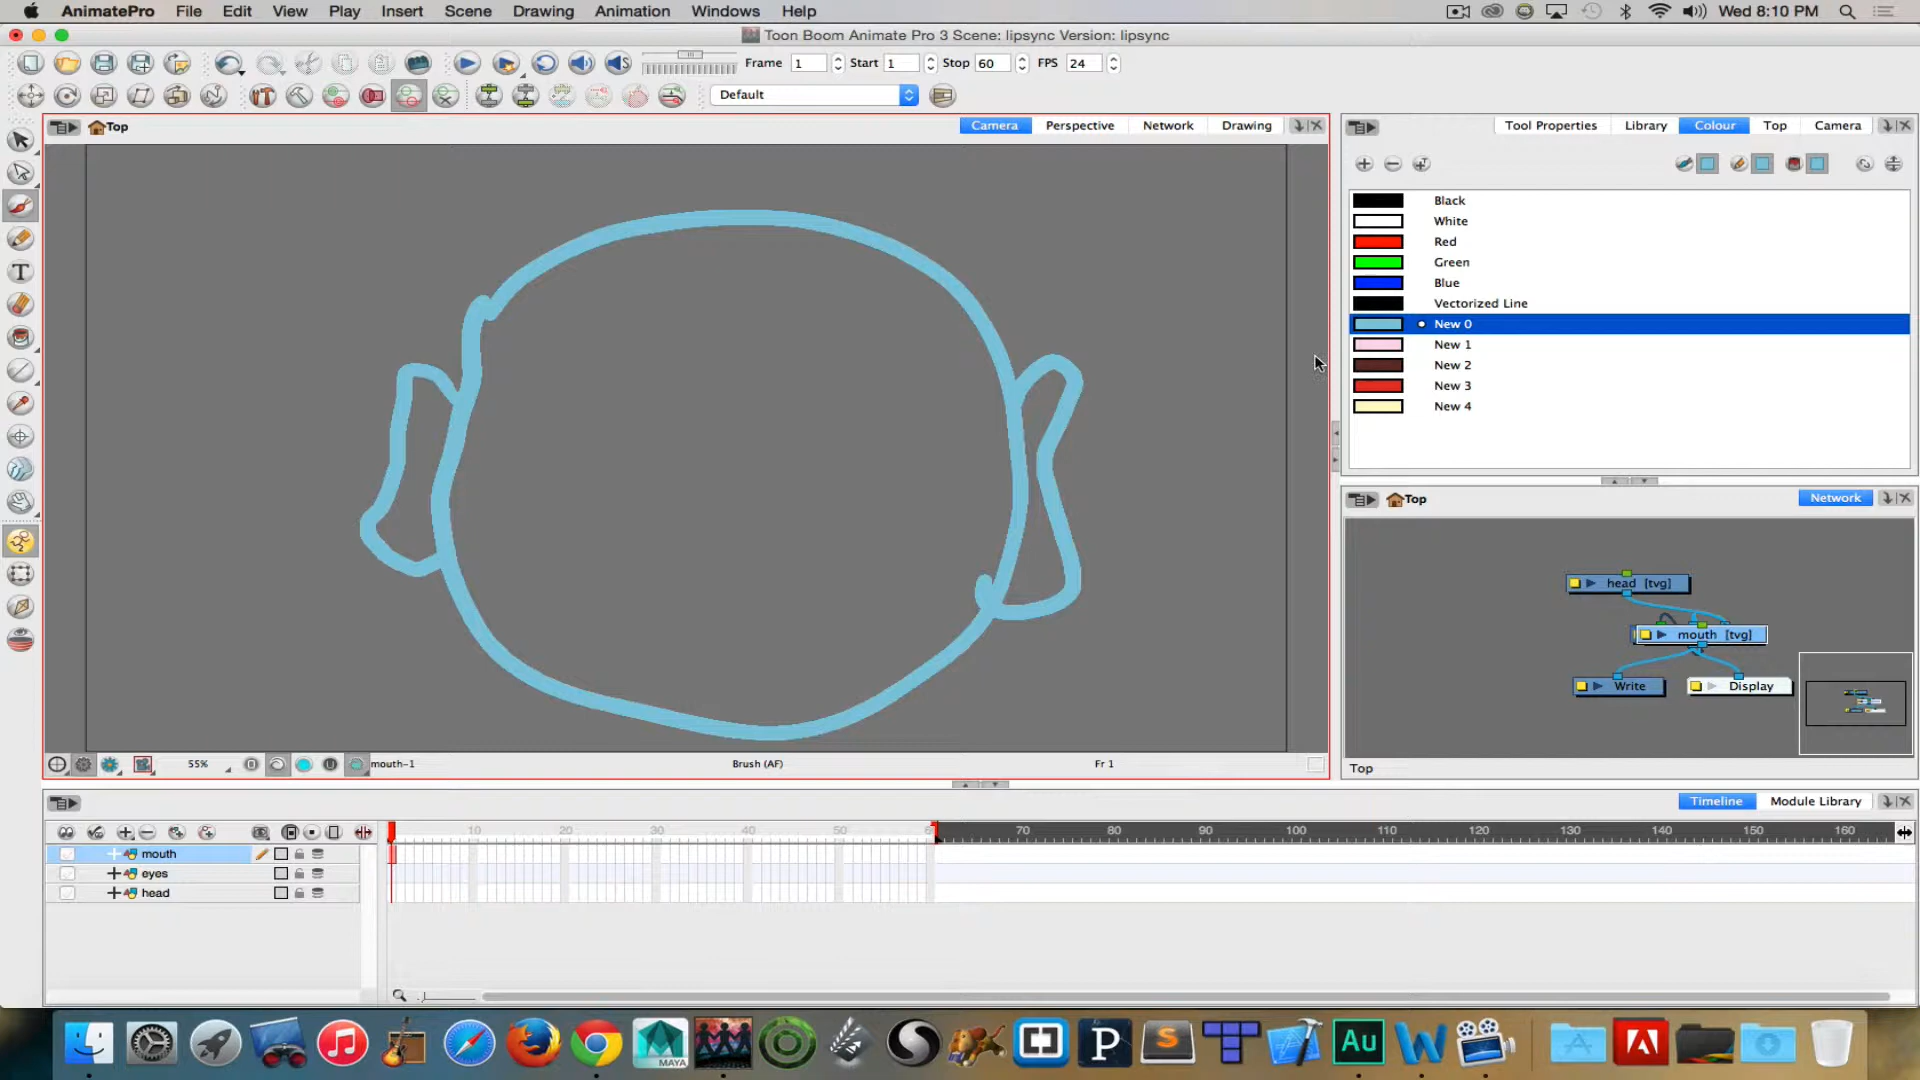 AnimatePro File Edit View Play Insert Scene Drawing Animation Windows Help Wed 8:10 PM
Toon Boom Animate Pro 3 Scene: lipsync Version: lipsync
Frame 1 Start 1 Stop 60 FPS 24
Default
Top Camera Perspective Network Drawing
Tool Properties Library Colour Top Camera
Black
White
Red
Green
Blue
Vectorized Line
New 0
New 1
New 2
New 3
New 4
Top Network
head [tvg]
mouth [tvg]
Write Display
55% mouth-1 Brush (AF) Fr 1
Top
Timeline Module Library
10 20 30 40 50 70 80 90 100 110 120 130 140 150 160
mouth
eyes
head
MAYA
P
S
Au
W